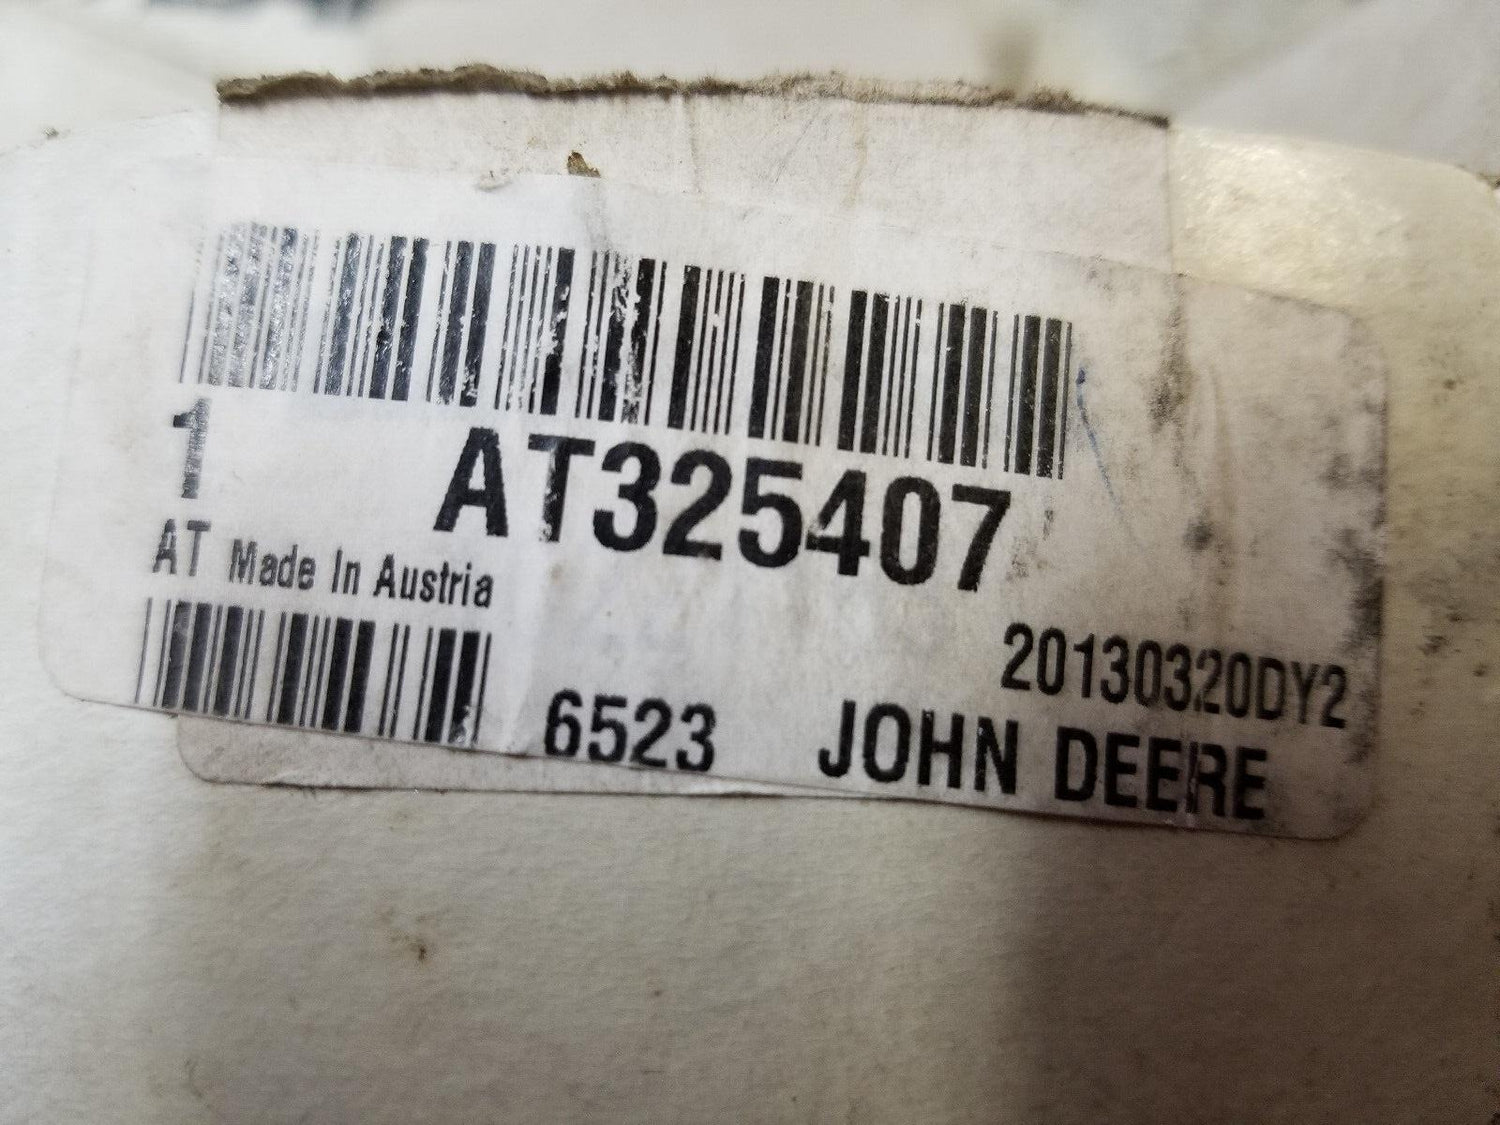 1 AT325407
AT Made In Austria
20130320DY2
6523 JOHN DEERE